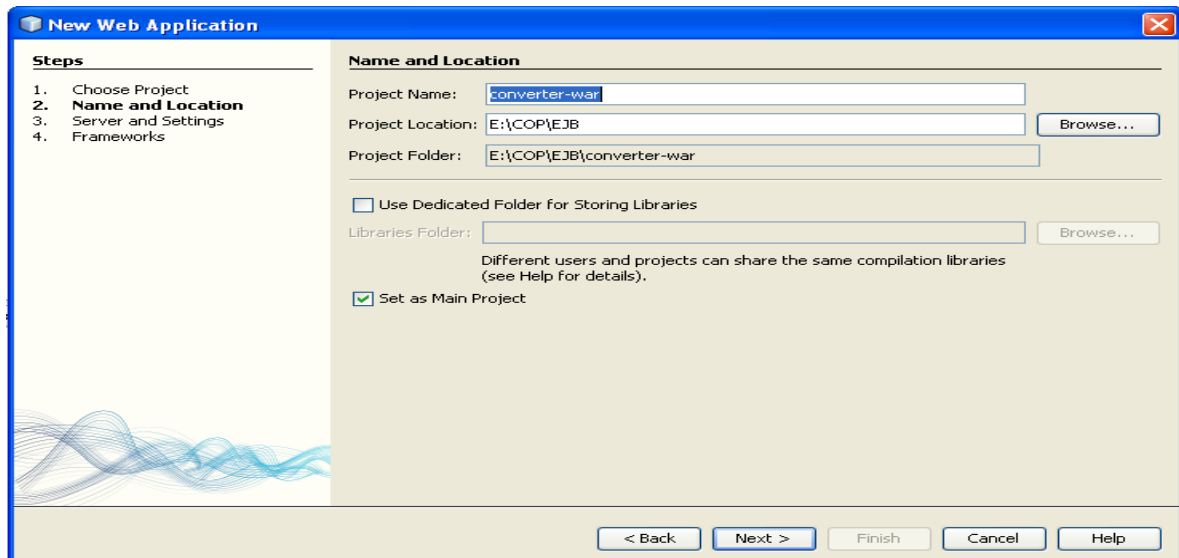 New Web Application
Steps
1. Choose Project
2. Name and Location
3. Server and Settings
4. Frameworks
Name and Location
Project Name: converter-war
Project Location: E:\COP\EJB Browse...
Project Folder: E:\COP\EJB\converter-war
Use Dedicated Folder for Storing Libraries
Libraries Folder: Browse...
Different users and projects can share the same compilation libraries
(see Help for details).
Set as Main Project
< Back Next > Finish Cancel Help